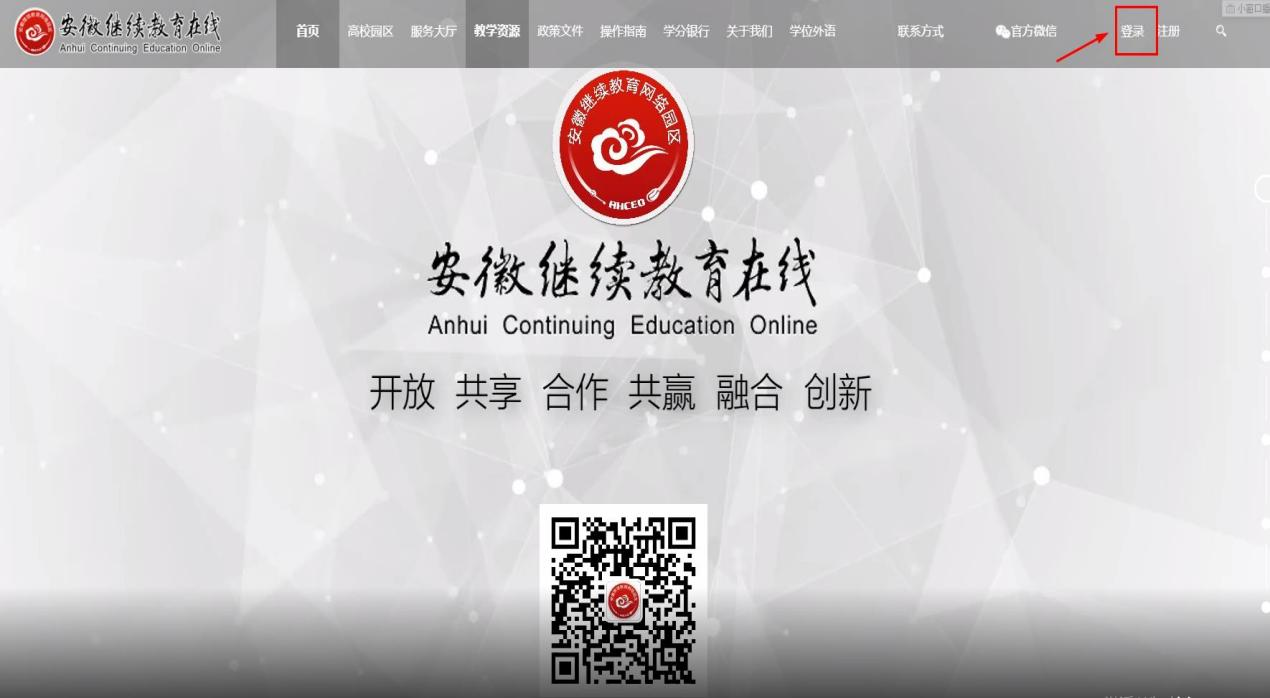 安徽继续教育在线
Anhui Continuing Education Online
首页 高校园区 服务大厅 教学资源 政策文件 操作指南 学分银行 关于我们 学位外语 联系方式 官方微信 登录 注册
安徽继续教育网络园区
AHCEO
安徽继续教育在线
Anhui Continuing Education Online
开放 共享 合作 共赢 融合 创新